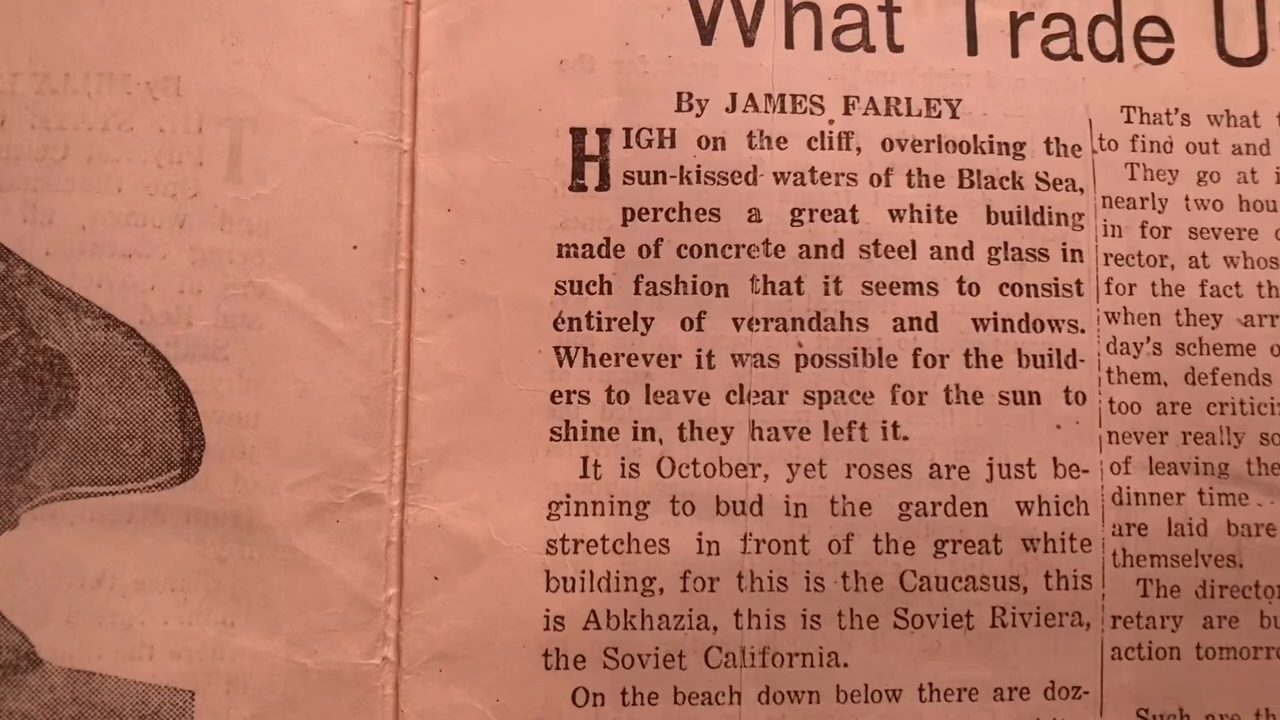 What Trade U
By JAMES FARLEY
HIGH on the cliff, overlooking the
sun-kissed waters of the Black Sea,
perches a great white building
made of concrete and steel and glass in
such fashion that it seems to consist
entirely of verandahs and windows.
Wherever it was possible for the build-
ers to leave clear space for the sun to
shine in, they have left it.
It is October, yet roses are just be-
ginning to bud in the garden which
stretches in front of the great white
building, for this is the Caucasus, this
is Abkhazia, this is the Soviet Riviera,
the Soviet California.
On the beach down below there are doz-
That's what
to find out and
They go at
nearly two hou
in for severe
rector, at whos
for the fact th
when they arr
day's scheme o
them, defends
too are critici
never really so
of leaving the
dinner time
are laid bare
themselves.
The director
retary are bu
action tomorr
Such are th